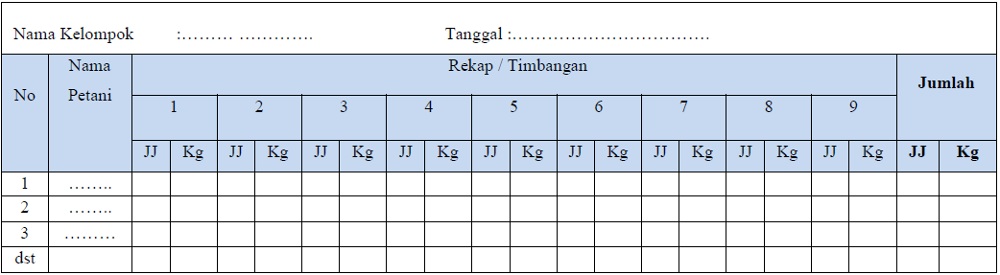 Nama Kelompok :……… …………. Tanggal :…………………………….
No Nama Petani Rekap / Timbangan Jumlah
1 2 3 4 5 6 7 8 9
JJ Kg JJ Kg JJ Kg JJ Kg JJ Kg JJ Kg JJ Kg JJ Kg JJ Kg JJ Kg
1 ……..
2 ……..
3 ………
dst